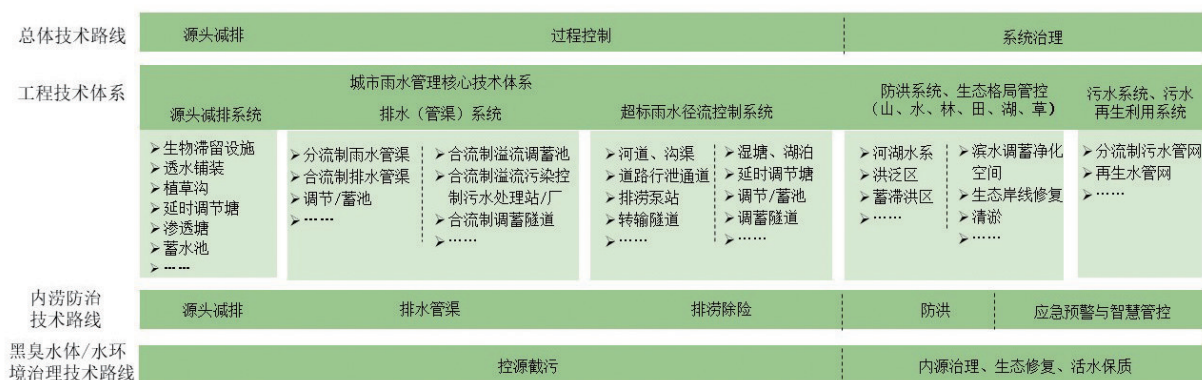 总体技术路线
源头减排
过程控制
系统治理
工程技术体系
城市雨水管理核心技术体系
源头减排系统
排水（管渠）系统
超标雨水径流控制系统
防洪系统、生态格局管控
（山、水、林、田、湖、草）
污水系统、污水
再生利用系统
➢生物滞留设施
➢透水铺装
➢植草沟
➢延时调节塘
➢渗透塘
➢蓄水池
➢……
➢分流制雨水管渠
➢合流制排水管渠
➢调节/蓄池
➢……
➢合流制溢流调蓄池
➢合流制溢流污染控
制污水处理站/厂
➢合流制调蓄隧道
➢……
➢河道、沟渠
➢道路行泄通道
➢排涝泵站
➢转输隧道
➢……
➢湿塘、湖泊
➢延时调节塘
➢调节/蓄池
➢调蓄隧道
➢……
➢河湖水系
➢洪泛区
➢蓄滞洪区
➢……
➢滨水调蓄净化
空间
➢生态岸线修复
➢清淤
➢……
➢分流制污水管网
➢再生水管网
➢……
内涝防治
技术路线
源头减排
排水管渠
排涝除险
防洪
应急预警与智慧管控
黑臭水体/水环
境治理技术路线
控源截污
内源治理、生态修复、活水保质